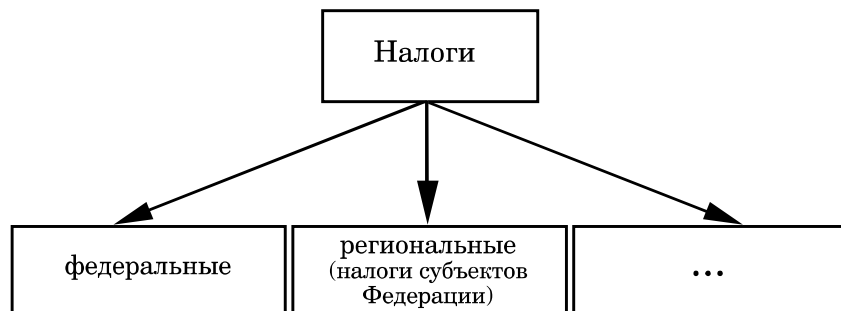 Налоги
федеральные
региональные
(налоги субъектов
Федерации)
...